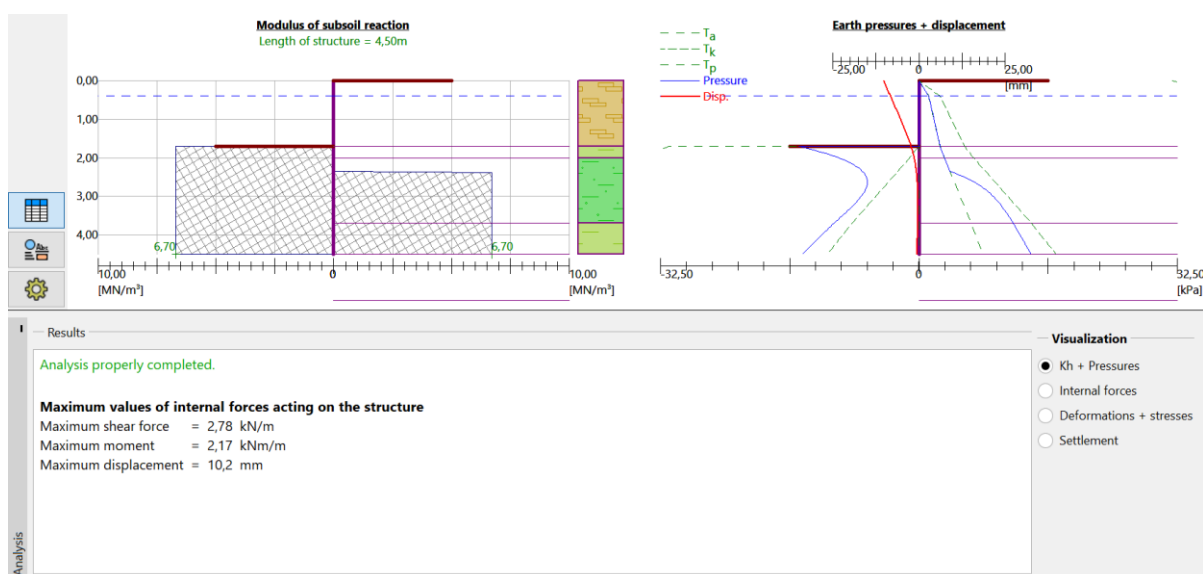 Modulus of subsoil reaction
Length of structure = 4,50m
0,00
1,00
2,00
3,00
4,00
6,70
6,70
10,00
0
10,00
[MN/m³]
[MN/m³]
Earth pressures + displacement
Ta
Tk
Tp
Pressure
Disp.
-25,00
0
25,00
[mm]
-32,50
0
32,50
[kPa]
Analysis
Results
Analysis properly completed.
Maximum values of internal forces acting on the structure
Maximum shear force = 2,78 kN/m
Maximum moment = 2,17 kNm/m
Maximum displacement = 10,2 mm
Visualization
Kh + Pressures
Internal forces
Deformations + stresses
Settlement